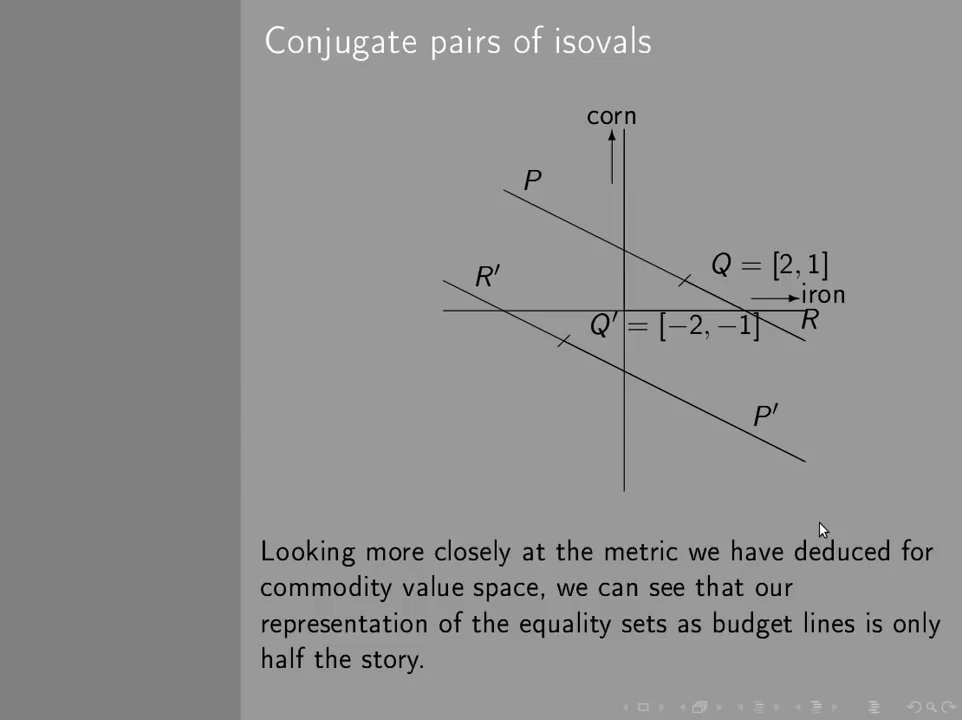 Conjugate pairs of isovals
corn
P
Q = [2, 1]
R′
iron
Q′ = [−2, −1]
R
P′
Looking more closely at the metric we have deduced for
commodity value space, we can see that our
representation of the equality sets as budget lines is only
half the story.